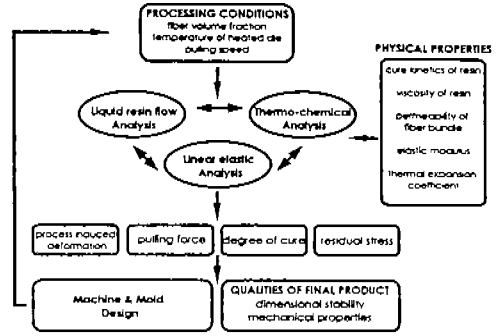 PROCESSING CONDITIONS
fiber volume fraction
temperature of heated die
pulling speed
PHYSICAL PROPERTIES
cure kinetics of resin
viscosity of resin
permeability of
fiber bundle
elastic modulus
thermal expansion
coefficient
Liquid resin flow
Analysis
Thermo-chemical
Analysis
Linear elastic
Analysis
process induced
deformation
pulling force
degree of cure
residual stress
Machine & Mold
Design
QUALITIES OF FINAL PRODUCT
dimensional stability
mechanical properties